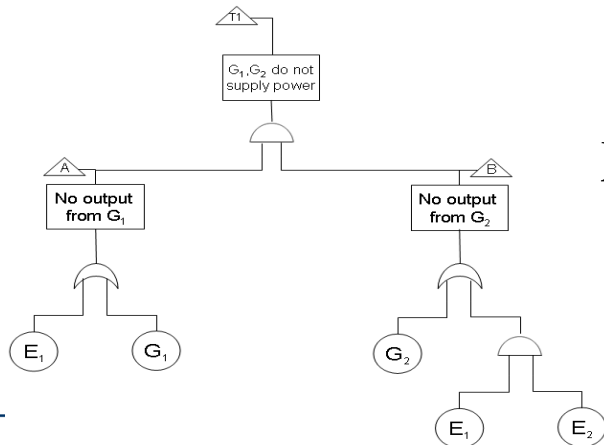 T1
G₁,G₂ do not
supply power
A
B
No output
from G₁
No output
from G₂
E₁
G₁
G₂
E₁
E₂